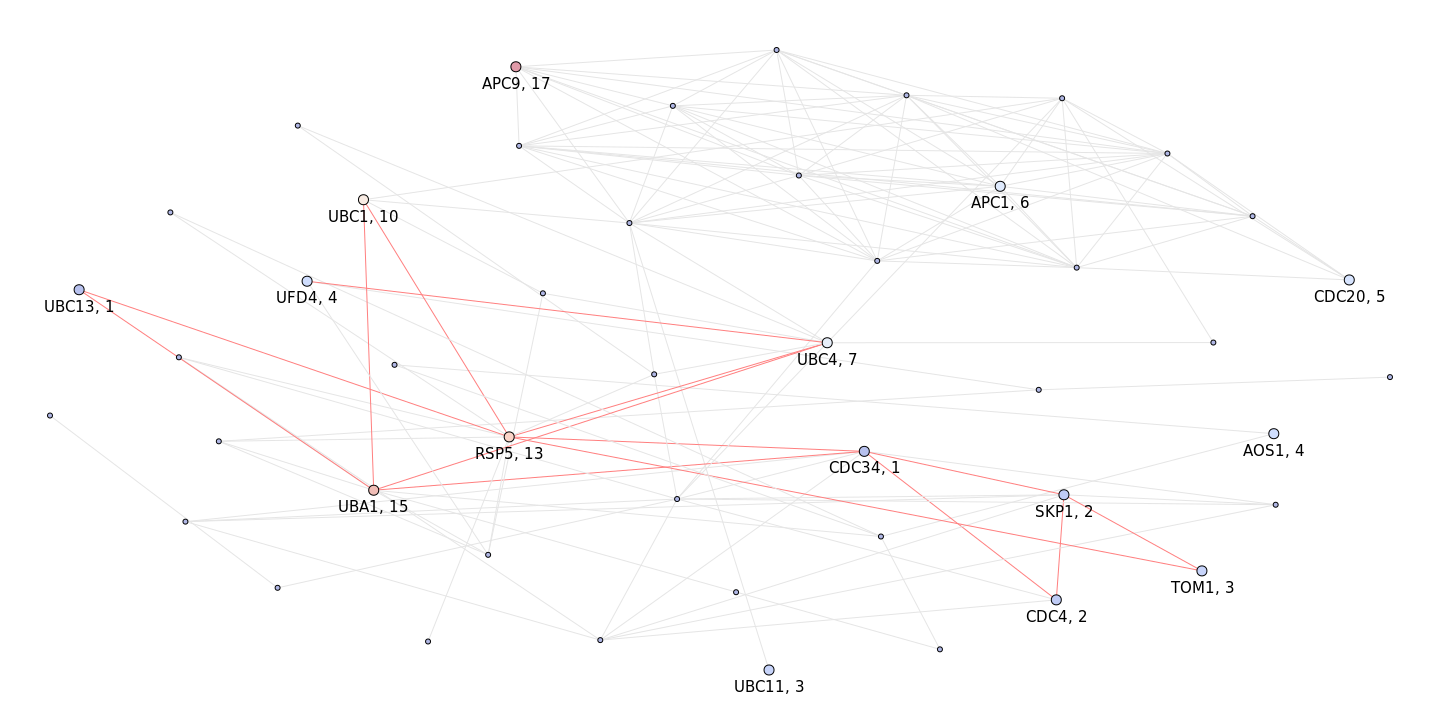 APC9, 17
APC1, 6
UBC1, 10
UFD4, 4
UBC13, 1
CDC20, 5
UBC4, 7
RSP5, 13
AOS1, 4
CDC34, 1
UBA1, 15
SKP1, 2
TOM1, 3
CDC4, 2
UBC11, 3